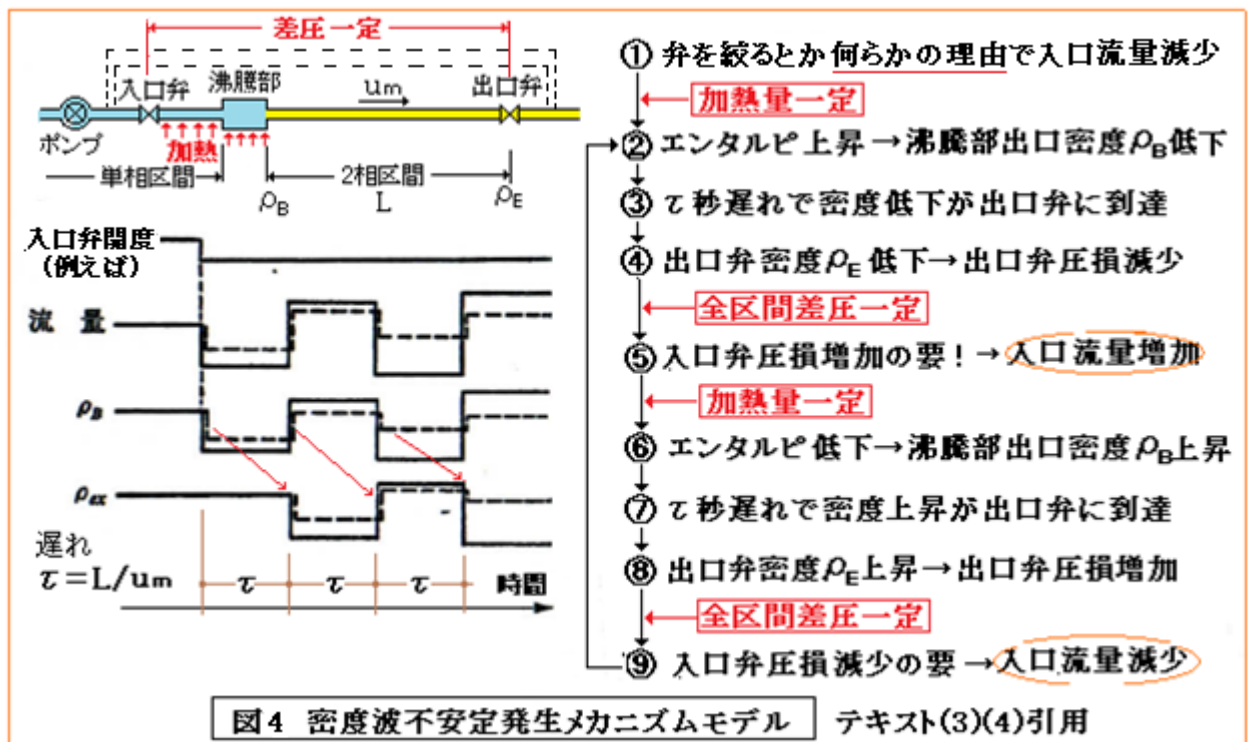 差圧一定
入口弁
沸騰部
um
出口弁
ポンプ
加熱
単相区間
2相区間
ρB
L
ρE
入口弁開度
(例えば)
流 量
ρB
ρex
遅れ
τ=L/um
τ
τ
τ
時間
① 弁を絞るとか何らかの理由で入口流量減少
加熱量一定
② エンタルピ上昇→沸騰部出口密度ρB低下
③ τ秒遅れで密度低下が出口弁に到達
④ 出口弁密度ρE低下→出口弁圧損減少
全区間差圧一定
⑤ 入口弁圧損増加の要!→入口流量増加
加熱量一定
⑥ エンタルピ低下→沸騰部出口密度ρB上昇
⑦ τ秒遅れで密度上昇が出口弁に到達
⑧ 出口弁密度ρE上昇→出口弁圧損増加
全区間差圧一定
⑨ 入口弁圧損減少の要→入口流量減少
図4 密度波不安定発生メカニズムモデル テキスト(3)(4)引用